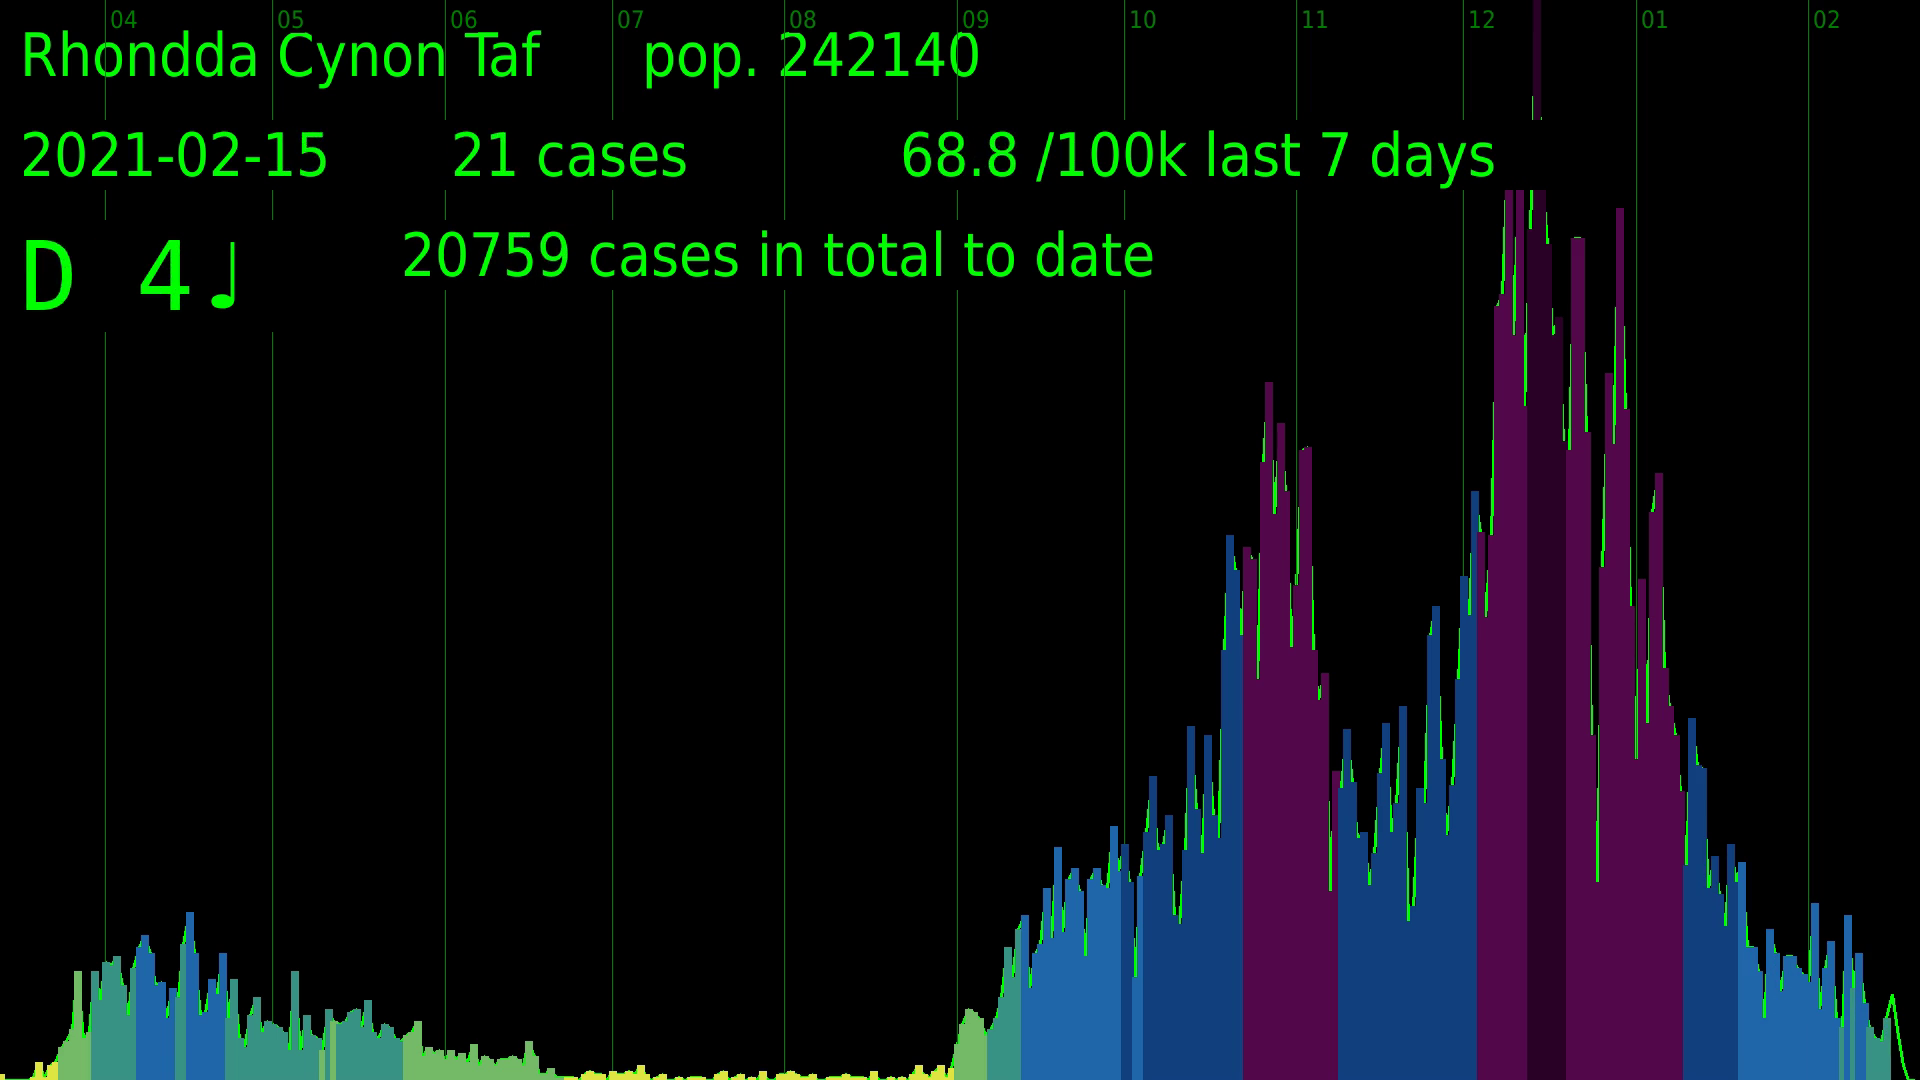 04 05 06 07 08 09 10 11 12 01 02
Rhondda Cynon Taf pop. 242140
2021-02-15 21 cases 68.8 /100k last 7 days
D 4♩ 20759 cases in total to date